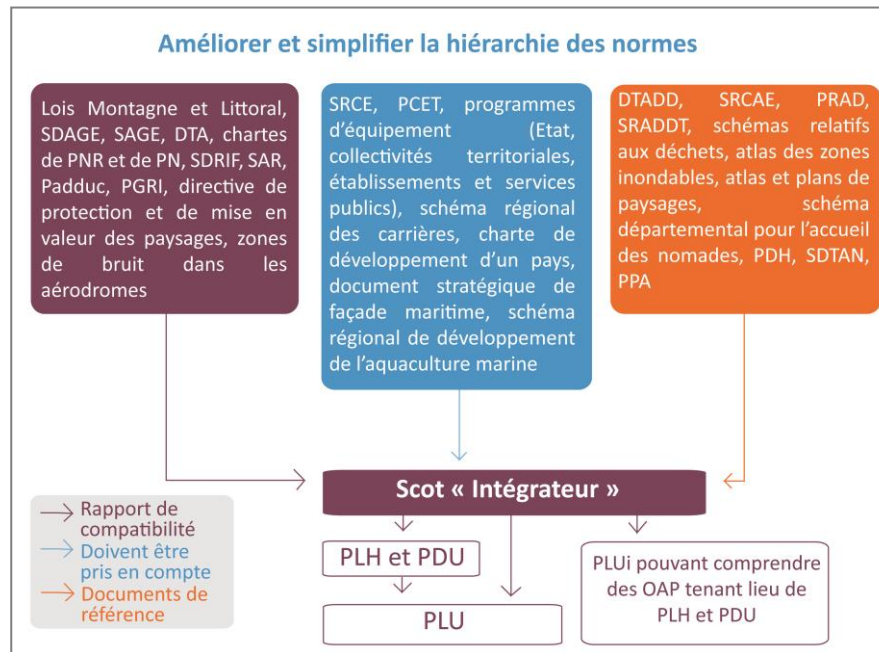 Améliorer et simplifier la hiérarchie des normes
Lois Montagne et Littoral,
SDAGE, SAGE, DTA, chartes
de PNR et de PN, SDRIF, SAR,
Padduc, PGRI, directive de
protection et de mise en
valeur des paysages, zones
de bruit dans les
aérodromes
SRCE, PCET, programmes
d’équipement (Etat,
collectivités territoriales,
établissements et services
publics), schéma régional
des carrières, charte de
développement d’un pays,
document stratégique de
façade maritime, schéma
régional de développement
de l’aquaculture marine
DTADD, SRCAE, PRAD,
SRADDT, schémas relatifs
aux déchets, atlas des zones
inondables, atlas et plans de
paysages, schéma
départemental pour l’accueil
des nomades, PDH, SDTAN,
PPA
Scot « Intégrateur »
Rapport de
compatibilité
Doivent être
pris en compte
Documents de
référence
PLH et PDU
PLU
PLUi pouvant comprendre
des OAP tenant lieu de
PLH et PDU